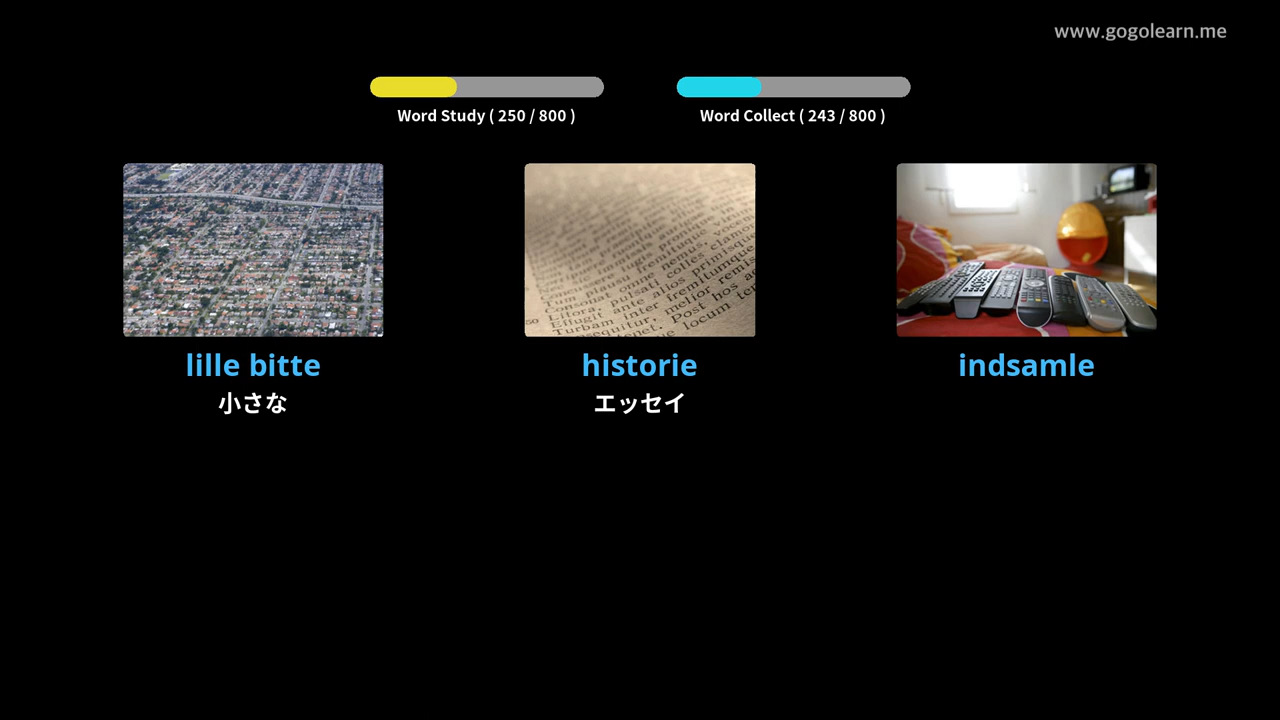 www.gogolearn.me
Word Study ( 250 / 800 )
Word Collect ( 243 / 800 )
lille bitte
小さな
historie
エッセイ
indsamle